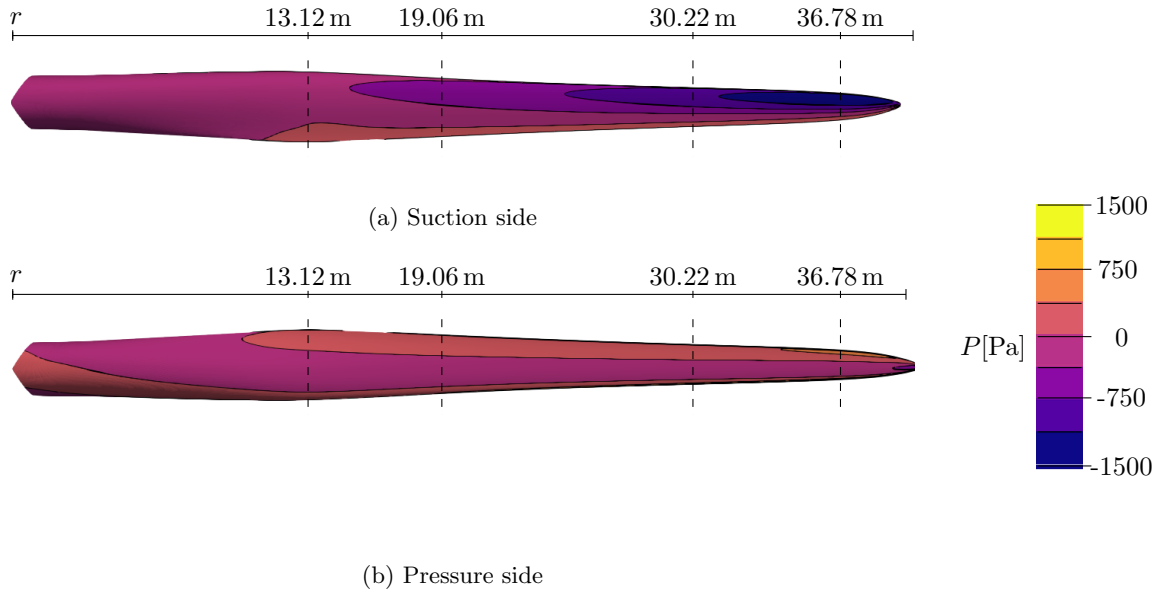 r 13.12 m 19.06 m 30.22 m 36.78 m
(a) Suction side
r 13.12 m 19.06 m 30.22 m 36.78 m
(b) Pressure side
P[Pa]
1500
750
0
-750
-1500